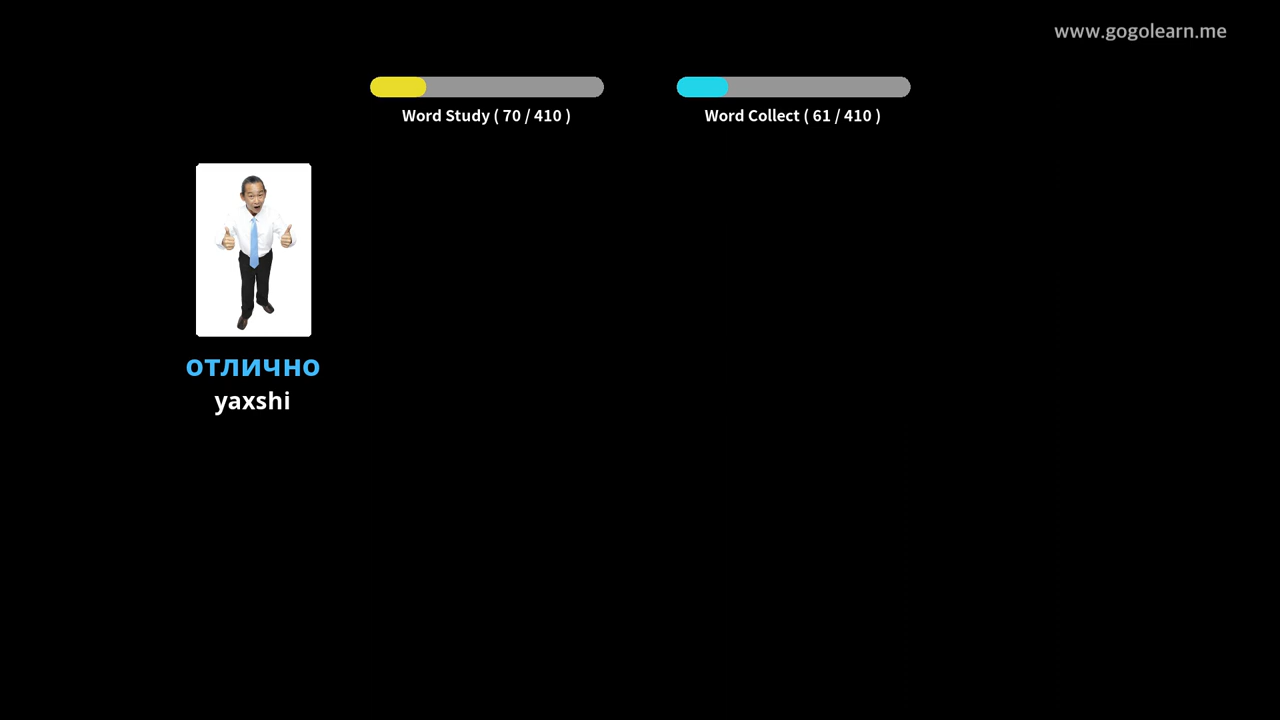 www.gogolearn.me
Word Study ( 70 / 410 )
Word Collect ( 61 / 410 )
отлично
yaxshi